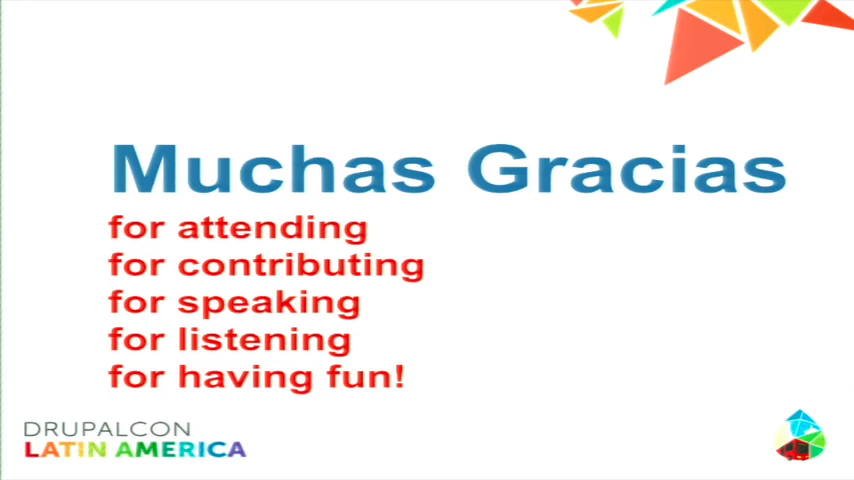 Muchas Gracias
for attending
for contributing
for speaking
for listening
for having fun!
DRUPALCON
LATIN AMERICA